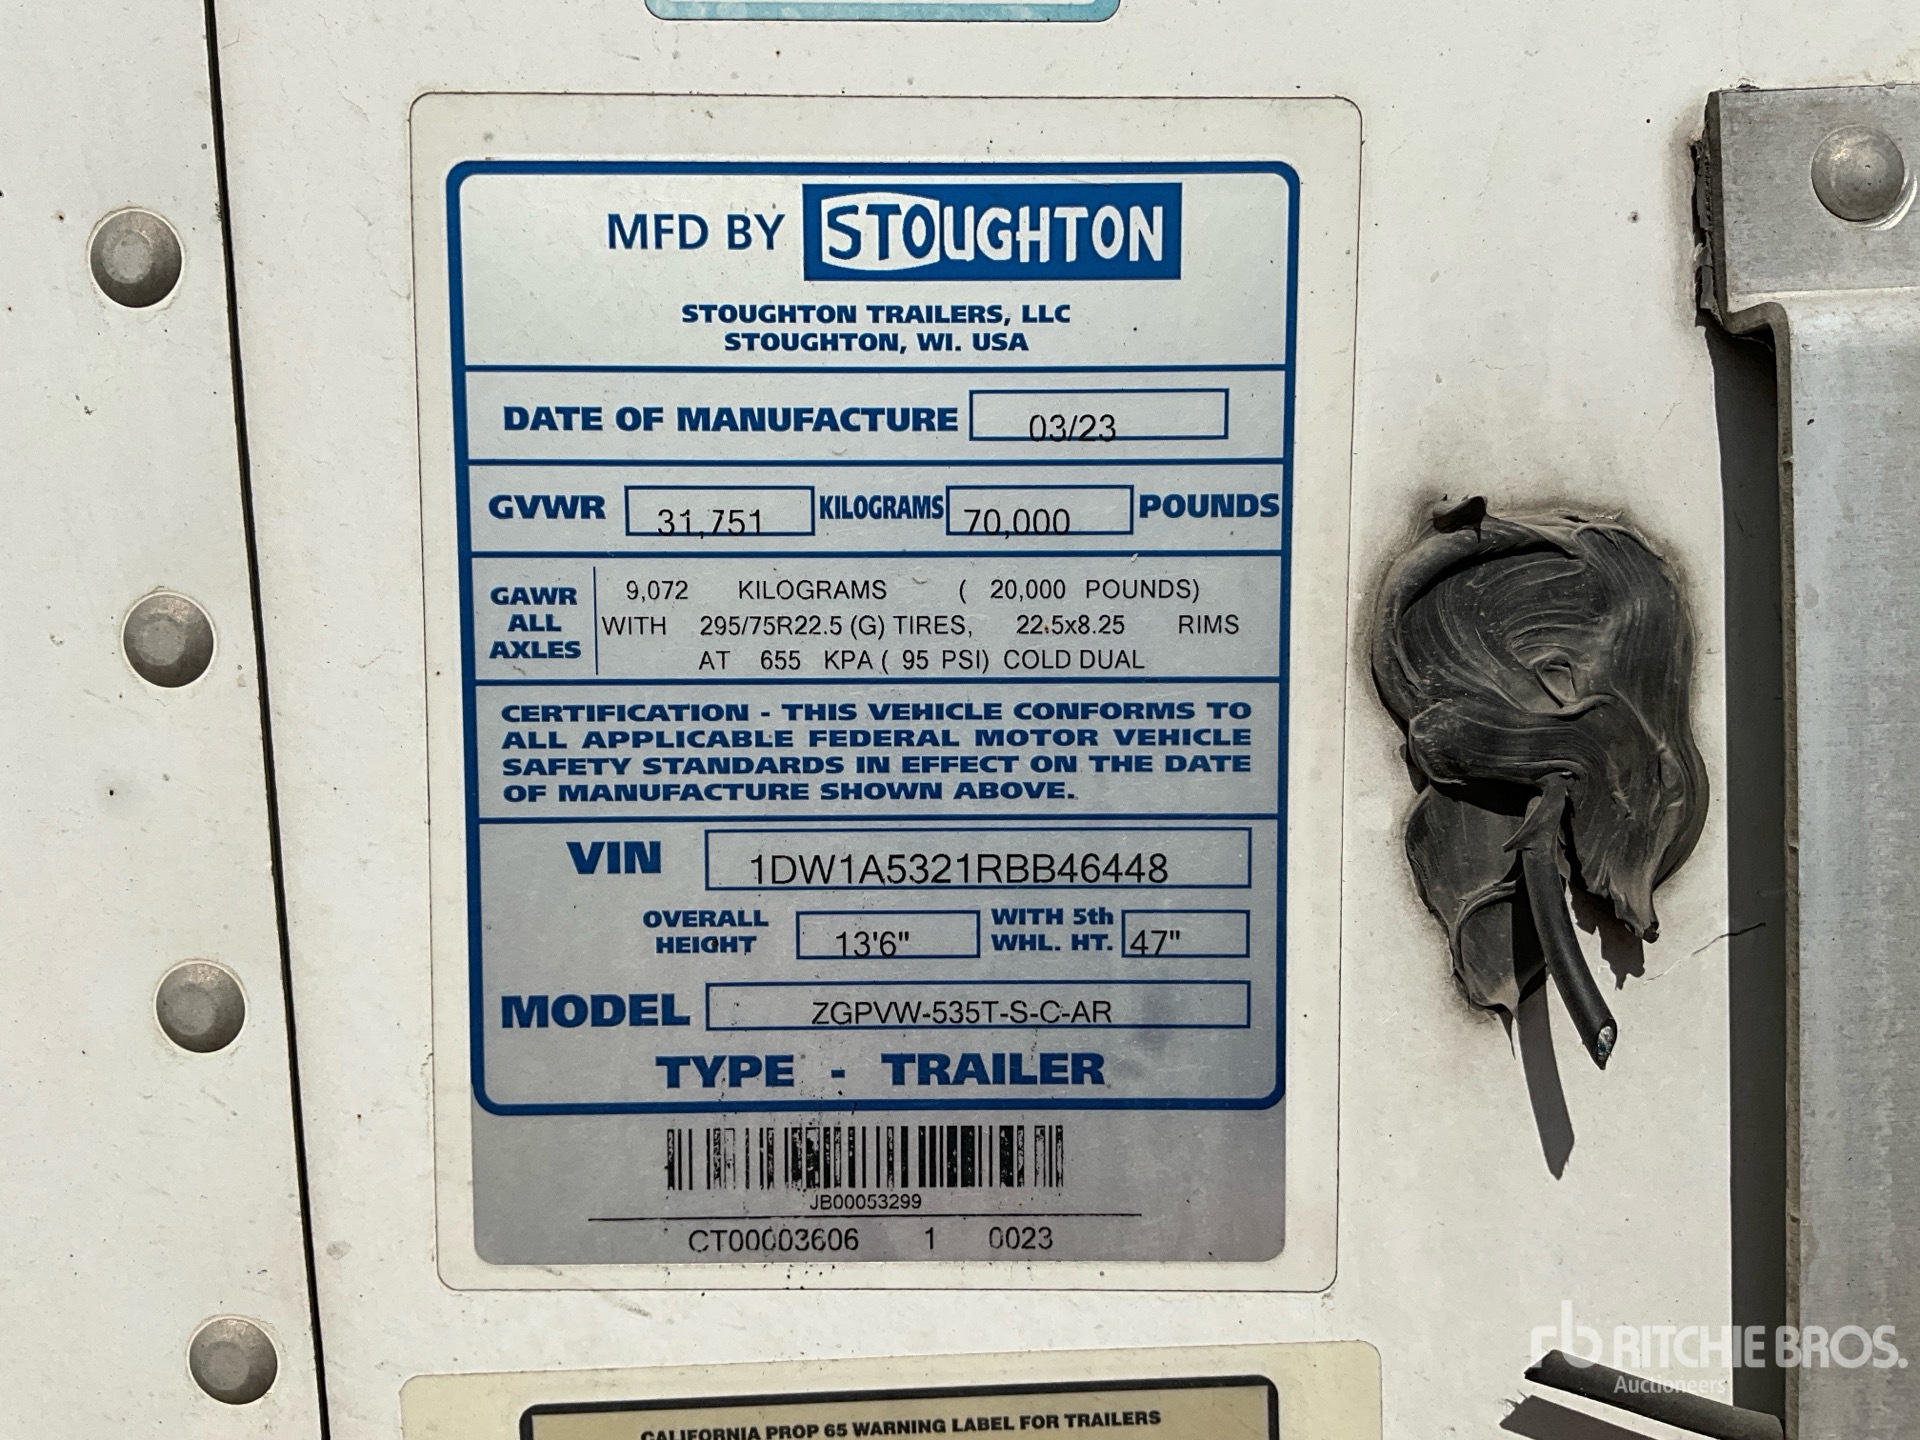 MFD BY STOUGHTON
STOUGHTON TRAILERS, LLC
STOUGHTON, WI. USA
DATE OF MANUFACTURE 03/23
GVWR 31,751 KILOGRAMS 70,000 POUNDS
GAWR ALL AXLES
9,072 KILOGRAMS ( 20,000 POUNDS)
WITH 295/75R22.5 (G) TIRES, 22.5x8.25 RIMS
AT 655 KPA ( 95 PSI) COLD DUAL
CERTIFICATION - THIS VEHICLE CONFORMS TO
ALL APPLICABLE FEDERAL MOTOR VEHICLE
SAFETY STANDARDS IN EFFECT ON THE DATE
OF MANUFACTURE SHOWN ABOVE.
VIN 1DW1A5321RBB46448
OVERALL HEIGHT 13'6" WITH 5th WHL. HT. 47"
MODEL ZGPVW-535T-S-C-AR
TYPE - TRAILER
JB00053299
CT00003606 1 0023
CALIFORNIA PROP 65 WARNING LABEL FOR TRAILERS
rb RITCHIE BROS.
Auctioneers